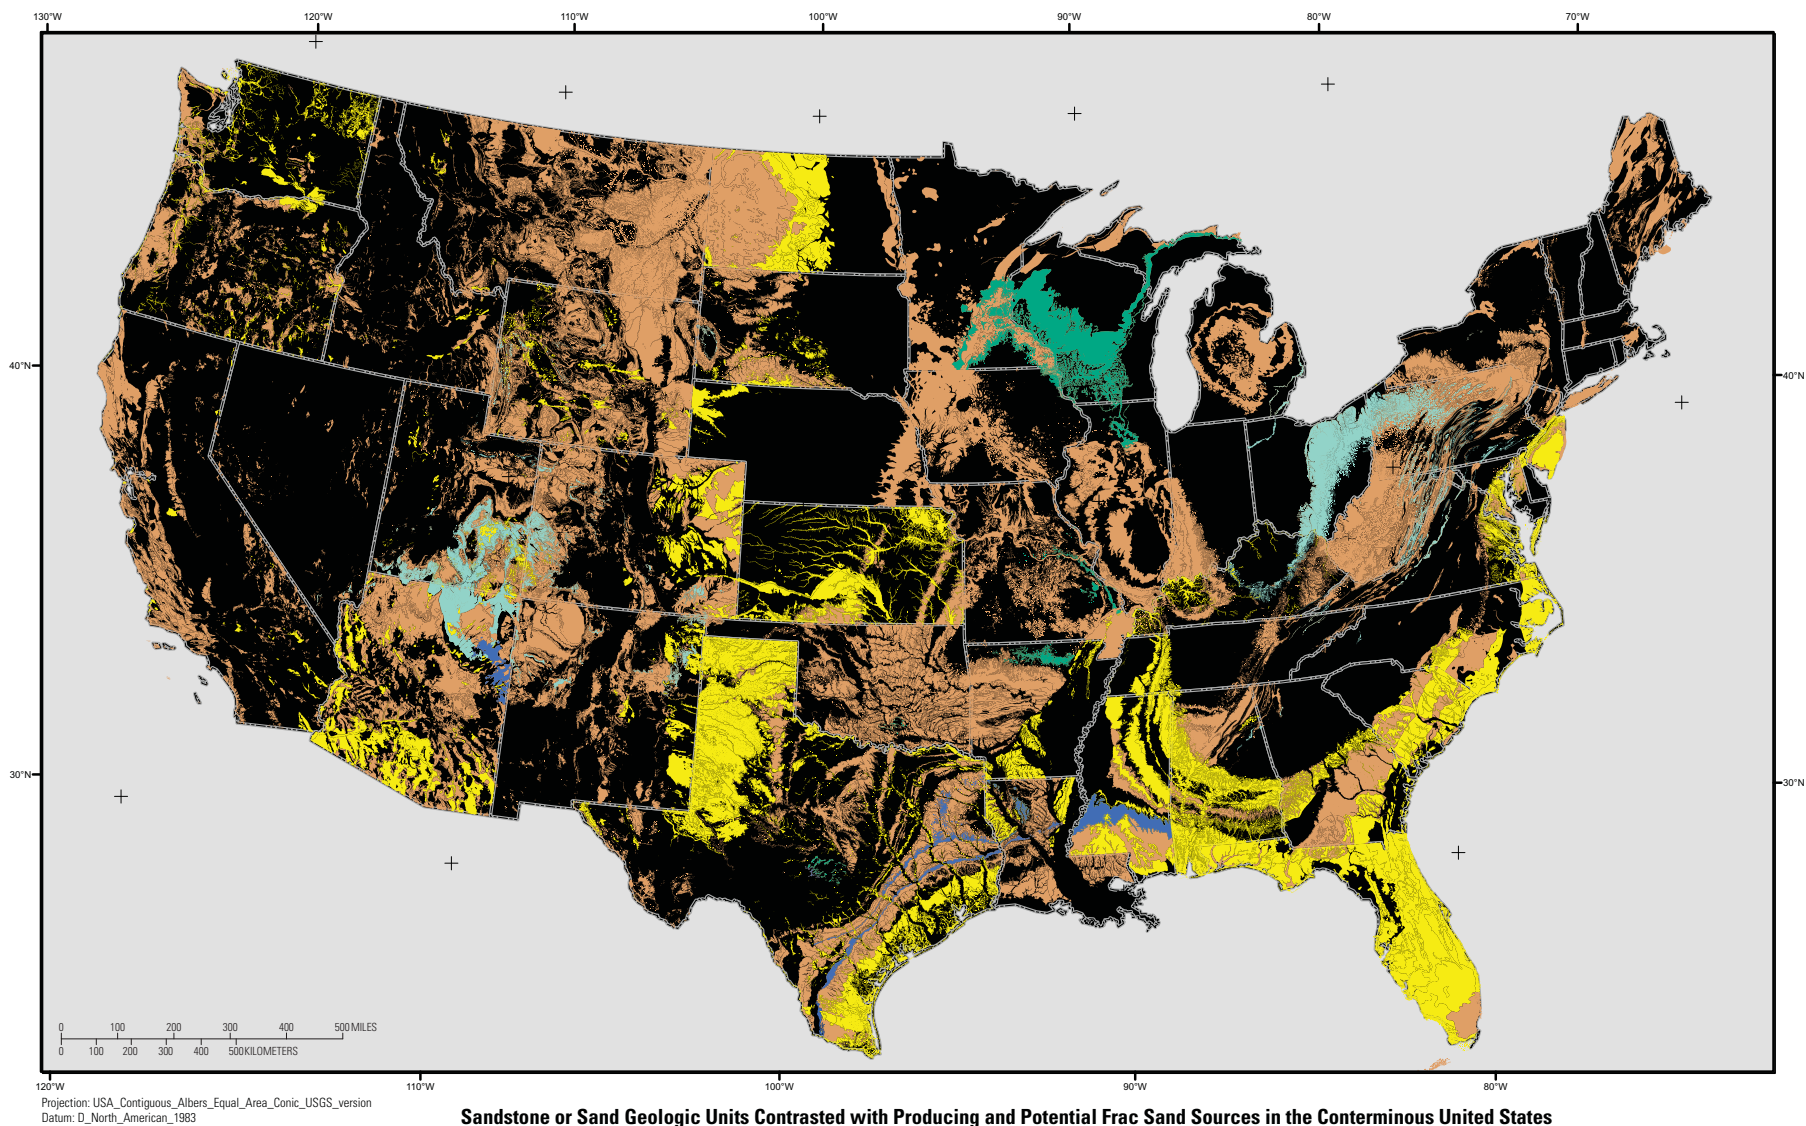 130°W 120°W 110°W 100°W 90°W 80°W 70°W
40°N 40°N
30°N 30°N
0 100 200 300 400 500 MILES
0 100 200 300 400 500 KILOMETERS
120°W 110°W 100°W 90°W 80°W
Projection: USA_Contiguous_Albers_Equal_Area_Conic_USGS_version
Datum: D_North_American_1983
Sandstone or Sand Geologic Units Contrasted with Producing and Potential Frac Sand Sources in the Conterminous United States